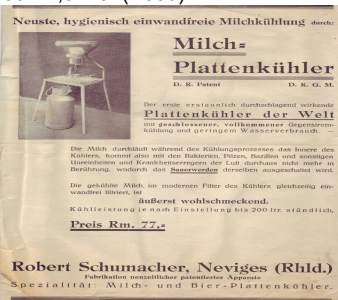 Neuste, hygienisch einwandfreie Milchkühlung durch:
Milch=
Plattenkühler
D. R. Patent D. R. G. M.
Der erste erstaunlich durchschlagend wirkende
Plattenkühler der Welt
mit geschlossener, vollkommener Gegenstrom-
kühlung und geringem Wasserverbrauch.
Die Milch durchläuft während des Kühlungsprozesses das Innere des
Kühlers, kommt also mit den Bakterien, Pilzen, Bazillen und sonstigen
Unreinheiten und Krankheitserregern der Luft durchaus nicht mehr in
Berührung, wodurch das Sauerwerden derselben ausgeschaltet wird.
Die gekühlte Milch, im modernen Filter des Kühlers gleichzeitig ein-
wandfrei filtriert, ist
äußerst wohlschmeckend.
Kühlleistung je nach Einstellung bis 200 ltr. stündlich.
Preis Rm. 77,=
Robert Schumacher, Neviges (Rhld.)
Fabrikation neuzeitlicher patentierter Apparate
Spezialität: Milch- und Bier-Plattenkühler.